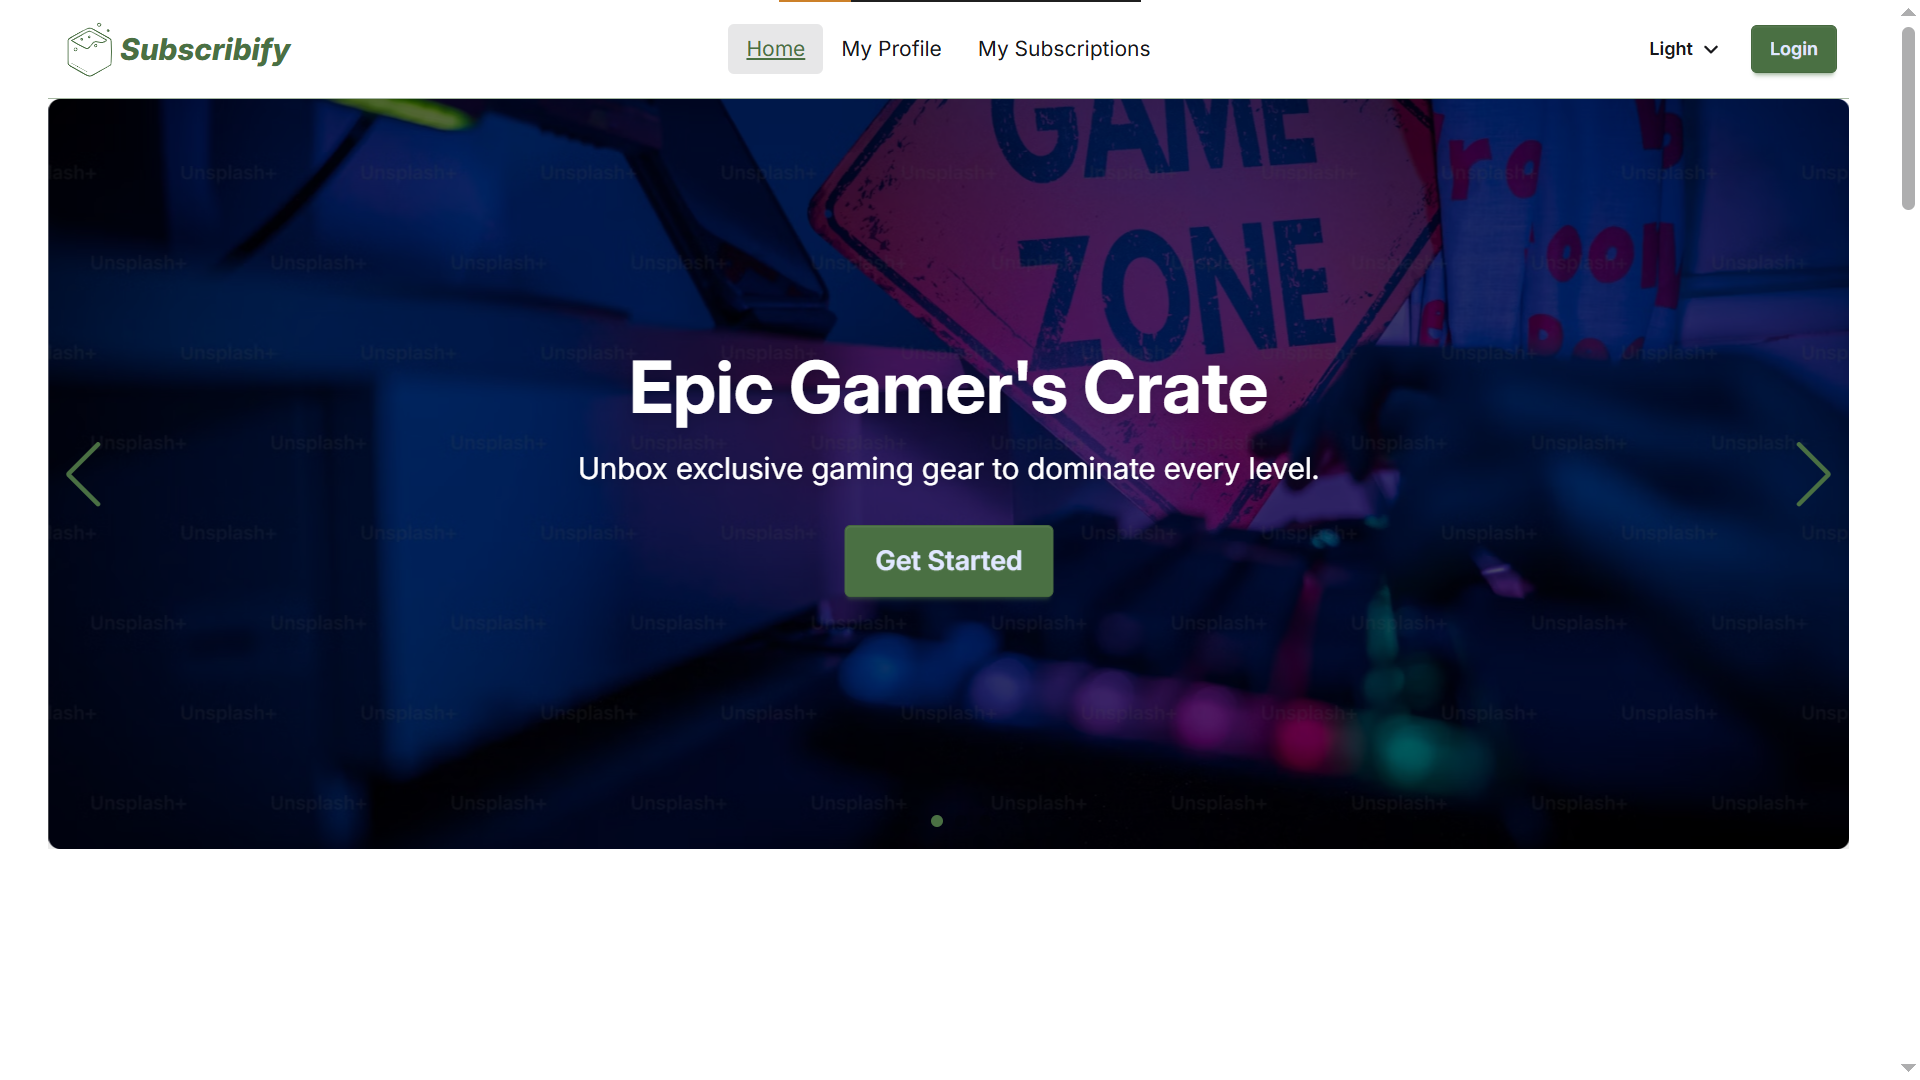 Subscribify
Home
My Profile
My Subscriptions
Light
Login
GAME
ZONE
Epic Gamer's Crate
Unbox exclusive gaming gear to dominate every level.
Get Started
Unsplash+